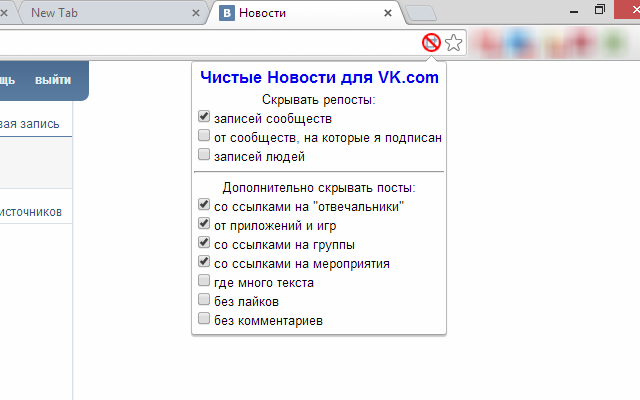 New Tab
В Новости
Чистые Новости для VK.com
щь выйти
Скрывать репосты:
записей сообществ
вая запись
от сообществ, на которые я подписан
записей людей
Дополнительно скрывать посты:
со ссылками на "отвечальники"
источников
от приложений и игр
со ссылками на группы
со ссылками на мероприятия
где много текста
без лайков
без комментариев